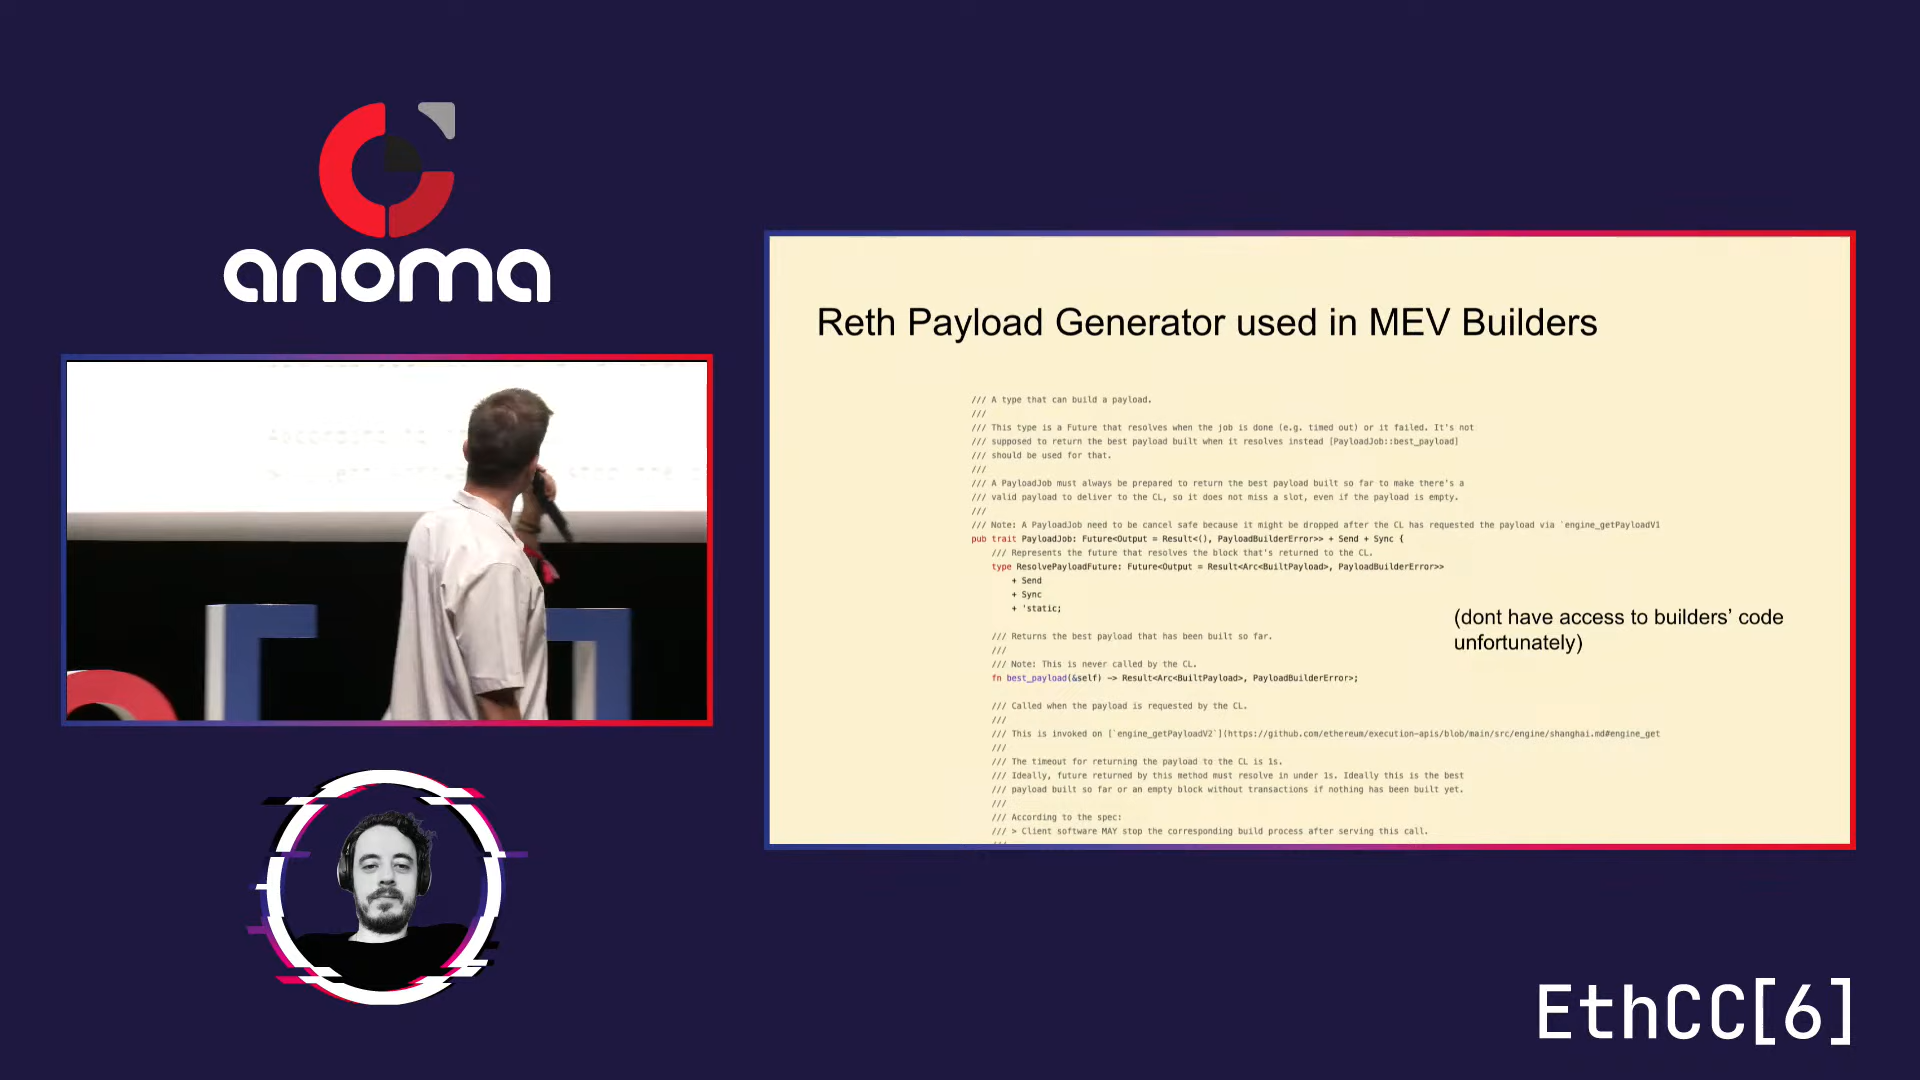 anoma
Reth Payload Generator used in MEV Builders
/// A type that can build a payload.
///
/// This type is a Future that resolves when the job is done (e.g. timed out) or it failed. It's not
/// supposed to return the best payload built when it resolves instead [PayloadJob::best_payload]
/// should be used for that.
///
/// A PayloadJob must always be prepared to return the best payload built so far to make there's a
/// valid payload to deliver to the CL, so it does not miss a slot, even if the payload is empty.
///
/// Note: A PayloadJob need to be cancel safe because it might be dropped after the CL has requested the payload via `engine_getPayloadV1
pub trait PayloadJob: Future<Output = Result<(), PayloadBuilderError>> + Send + Sync {
/// Represents the future that resolves the block that's returned to the CL.
type ResolvePayloadFuture: Future<Output = Result<Arc<BuiltPayload>, PayloadBuilderError>>
+ Send
+ Sync
+ 'static;
/// Returns the best payload that has been built so far.
///
/// Note: This is never called by the CL.
fn best_payload(&self) -> Result<Arc<BuiltPayload>, PayloadBuilderError>;
/// Called when the payload is requested by the CL.
///
/// This is invoked on [`engine_getPayloadV2`](https://github.com/ethereum/execution-apis/blob/main/src/engine/shanghai.md#engine_get
///
/// The timeout for returning the payload to the CL is 1s.
/// Ideally, future returned by this method must resolve in under 1s. Ideally this is the best
/// payload built so far or an empty block without transactions if nothing has been built yet.
///
/// According to the spec:
/// > Client software MAY stop the corresponding build process after serving this call.
(dont have access to builders' code
unfortunately)
EthCC[6]